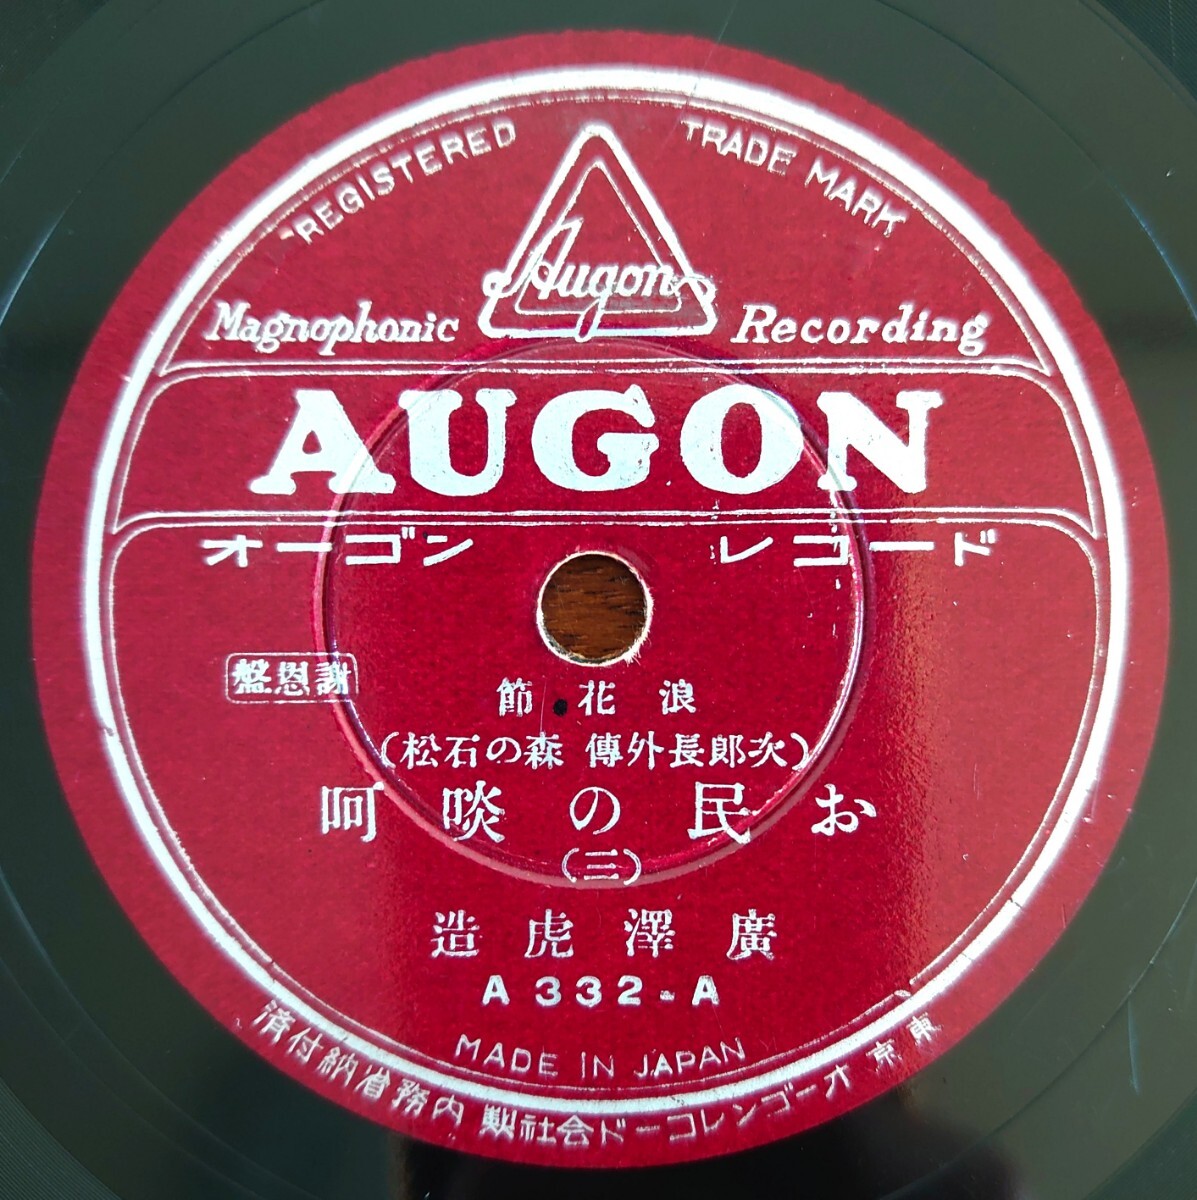 REGISTERED TRADE MARK
Augon
Magnophonic Recording
AUGON
オーゴン レコード
謝恩盤
浪花節
(次郎長外傳 森の石松)
お民の啖呵
(三)
廣澤虎造
A 332-A
MADE IN JAPAN
東京オーゴンレコード会社製 内務省納付済